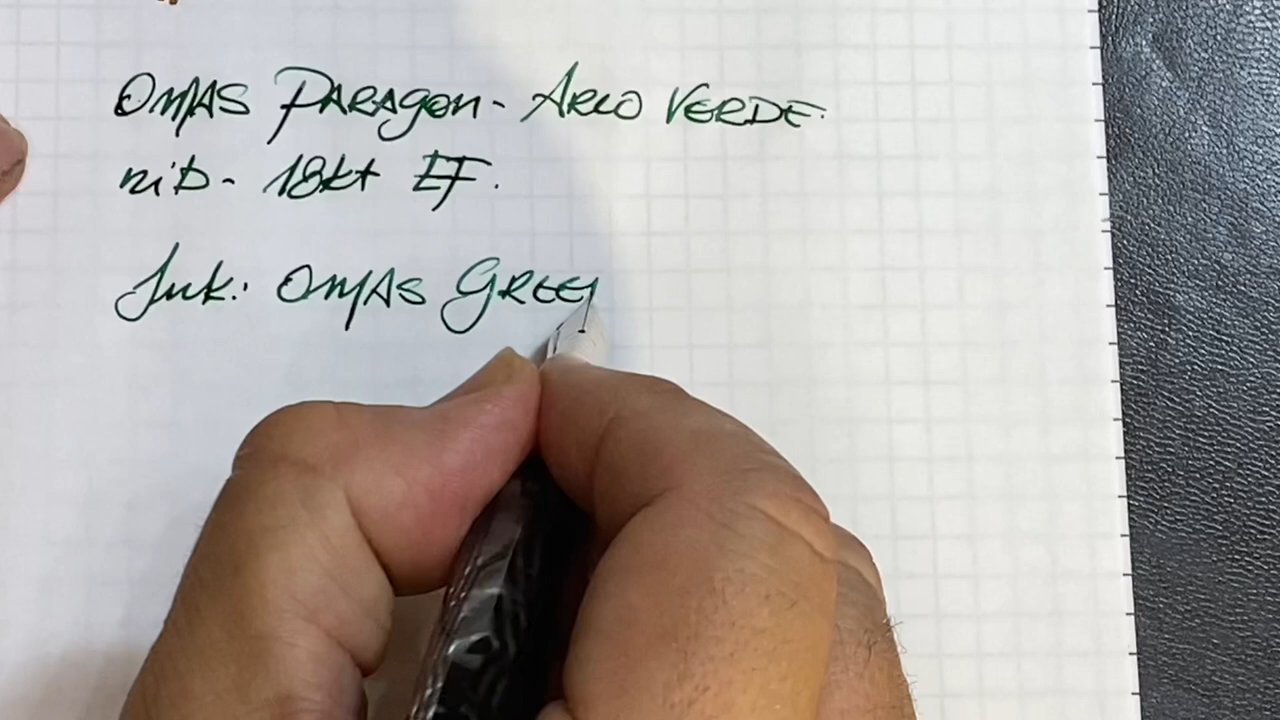 OMAS PARAGON - ARCO VERDE.
nib - 18kt EF.
Ink: OMAS GREEN